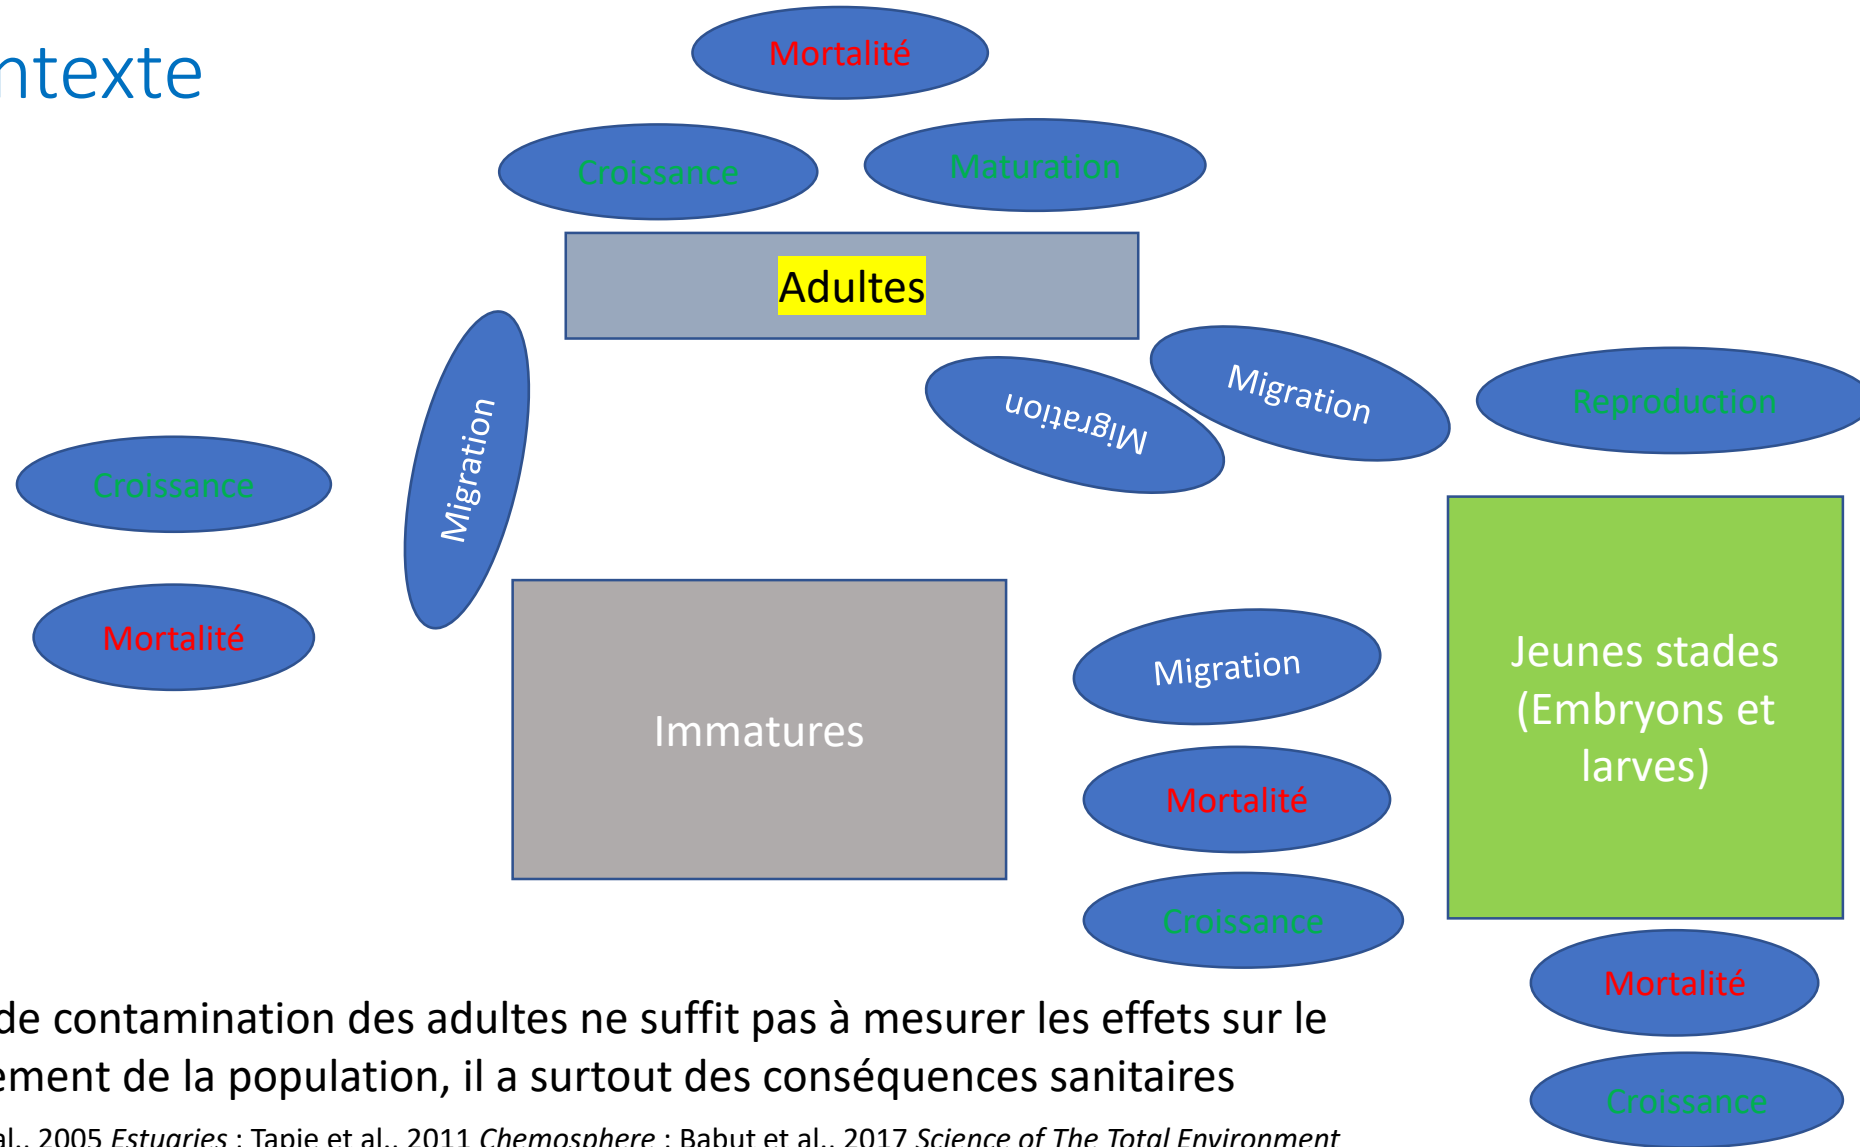 ntexte
Mortalité
Croissance
Maturation
Adultes
Migration
Migration
Migration
Reproduction
Croissance
Mortalité
Immatures
Migration
Mortalité
Croissance
Jeunes stades
(Embryons et
larves)
Mortalité
Croissance
de contamination des adultes ne suffit pas à mesurer les effets sur le
ement de la population, il a surtout des conséquences sanitaires
al., 2005 Estuaries ; Tapie et al., 2011 Chemosphere ; Babut et al., 2017 Science of The Total Environment